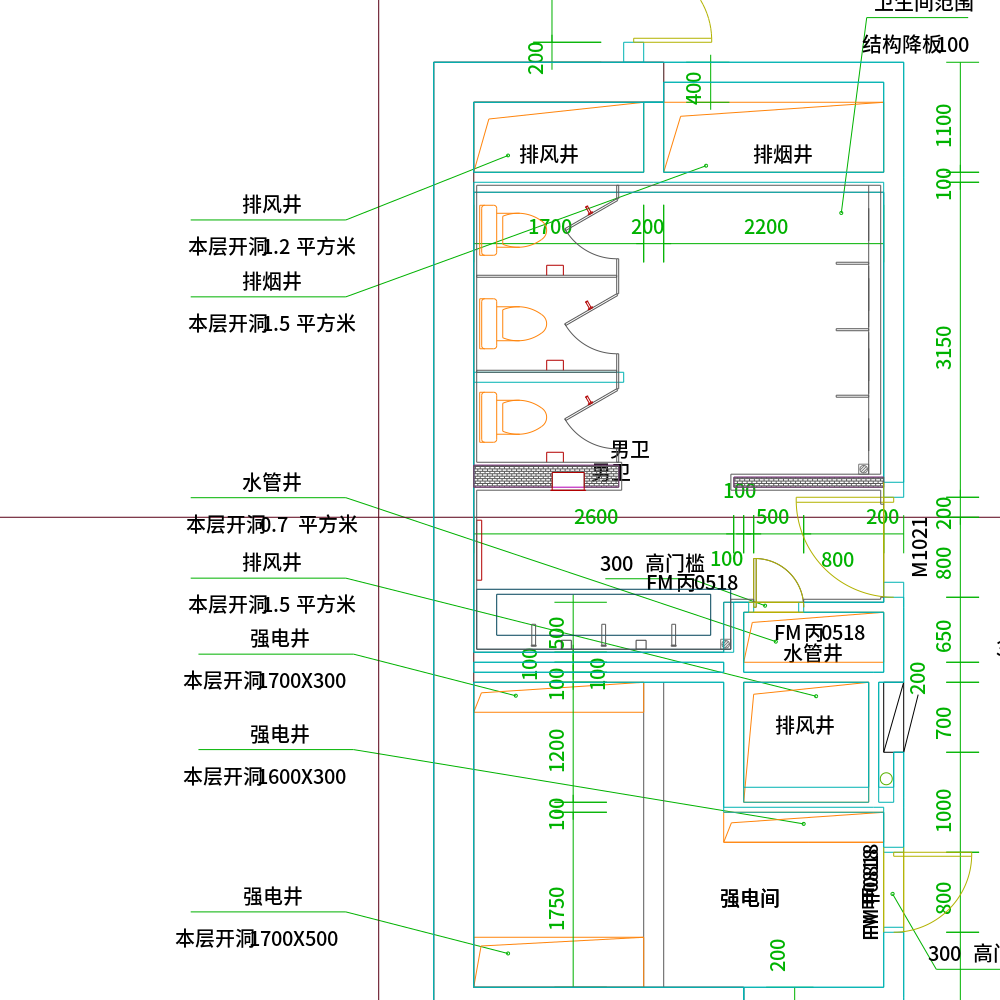 卫生间范围
结构降板100
200
400
1100
排风井
排烟井
100
排风井
1700
200
2200
本层开洞1.2 平方米
排烟井
本层开洞1.5 平方米
3150
男卫
男卫
水管井
100
本层开洞0.7 平方米
2600
500
200
200
M1021
排风井
300 高门槛
100
800
800
FM丙0518
本层开洞1.5 平方米
强电井
500
FM丙0518
水管井
650
本层开洞1700X300
100
100
100
200
排风井
700
强电井
本层开洞1600X300
1200
100
1000
强电井
1750
强电间
800
本层开洞1700X500
200
300 高门